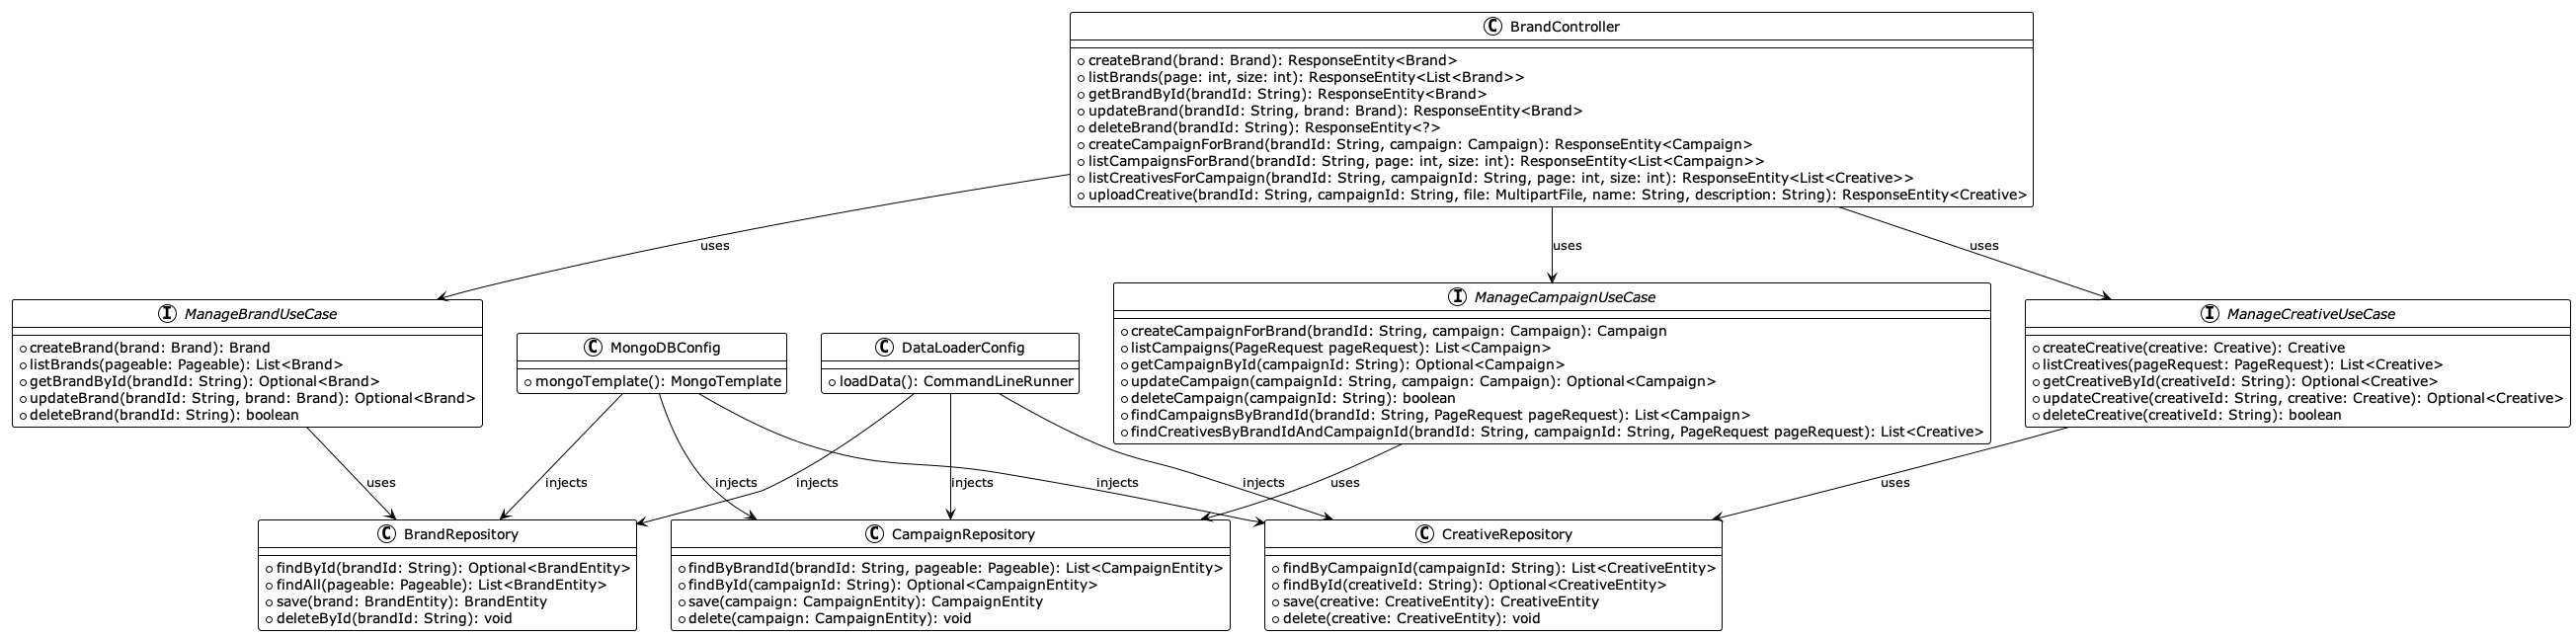 C BrandController
createBrand(brand: Brand): ResponseEntity<Brand>
listBrands(page: int, size: int): ResponseEntity<List<Brand>>
getBrandById(brandId: String): ResponseEntity<Brand>
updateBrand(brandId: String, brand: Brand): ResponseEntity<Brand>
deleteBrand(brandId: String): ResponseEntity<?>
createCampaignForBrand(brandId: String, campaign: Campaign): ResponseEntity<Campaign>
listCampaignsForBrand(brandId: String, page: int, size: int): ResponseEntity<List<Campaign>>
listCreativesForCampaign(brandId: String, campaignId: String, page: int, size: int): ResponseEntity<List<Creative>>
uploadCreative(brandId: String, campaignId: String, file: MultipartFile, name: String, description: String): ResponseEntity<Creative>
uses
uses
uses
I ManageBrandUseCase
createBrand(brand: Brand): Brand
listBrands(pageable: Pageable): List<Brand>
getBrandById(brandId: String): Optional<Brand>
updateBrand(brandId: String, brand: Brand): Optional<Brand>
deleteBrand(brandId: String): boolean
C MongoDBConfig
mongoTemplate(): MongoTemplate
C DataLoaderConfig
loadData(): CommandLineRunner
I ManageCampaignUseCase
createCampaignForBrand(brandId: String, campaign: Campaign): Campaign
listCampaigns(PageRequest pageRequest): List<Campaign>
getCampaignById(campaignId: String): Optional<Campaign>
updateCampaign(campaignId: String, campaign: Campaign): Optional<Campaign>
deleteCampaign(campaignId: String): boolean
findCampaignsByBrandId(brandId: String, PageRequest pageRequest): List<Campaign>
findCreativesByBrandIdAndCampaignId(brandId: String, campaignId: String, PageRequest pageRequest): List<Creative>
I ManageCreativeUseCase
createCreative(creative: Creative): Creative
listCreatives(pageRequest: PageRequest): List<Creative>
getCreativeById(creativeId: String): Optional<Creative>
updateCreative(creativeId: String, creative: Creative): Optional<Creative>
deleteCreative(creativeId: String): boolean
uses
injects
injects
injects
injects
injects
injects
uses
uses
C BrandRepository
findById(brandId: String): Optional<BrandEntity>
findAll(pageable: Pageable): List<BrandEntity>
save(brand: BrandEntity): BrandEntity
deleteById(brandId: String): void
C CampaignRepository
findByBrandId(brandId: String, pageable: Pageable): List<CampaignEntity>
findById(campaignId: String): Optional<CampaignEntity>
save(campaign: CampaignEntity): CampaignEntity
delete(campaign: CampaignEntity): void
C CreativeRepository
findByCampaignId(campaignId: String): List<CreativeEntity>
findById(creativeId: String): Optional<CreativeEntity>
save(creative: CreativeEntity): CreativeEntity
delete(creative: CreativeEntity): void